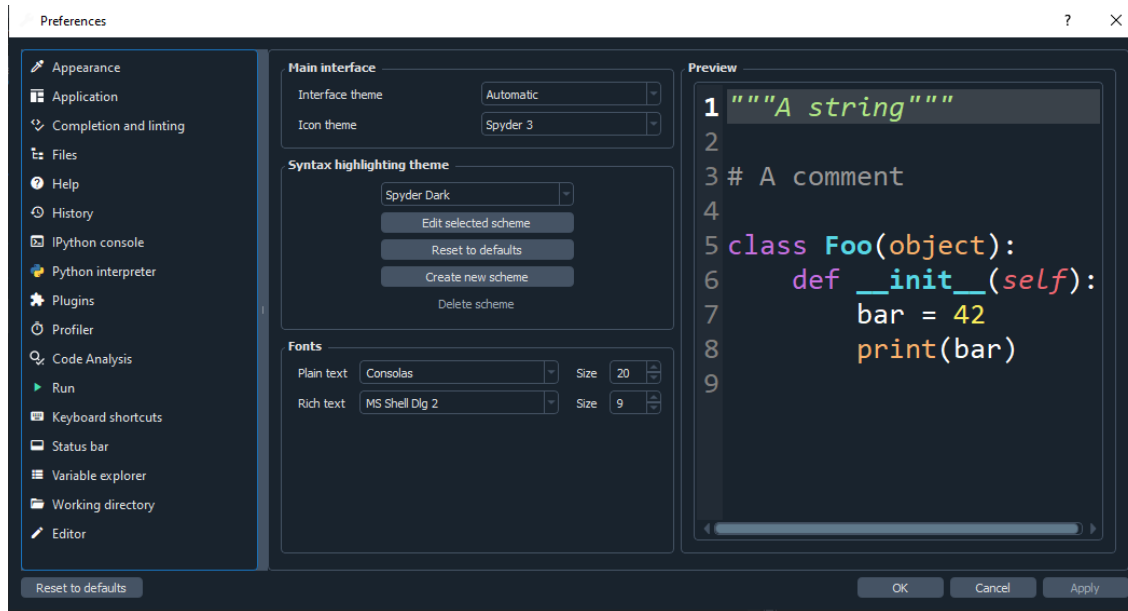 Preferences
?
Appearance
Application
Completion and linting
Files
Help
History
IPython console
Python interpreter
Plugins
Profiler
Code Analysis
Run
Keyboard shortcuts
Status bar
Variable explorer
Working directory
Editor
Main interface
Interface theme Automatic
Icon theme Spyder 3
Syntax highlighting theme
Spyder Dark
Edit selected scheme
Reset to defaults
Create new scheme
Delete scheme
Fonts
Plain text Consolas Size 20
Rich text MS Shell Dlg 2 Size 9
Preview
1 """A string"""
2
3 # A comment
4
5 class Foo(object):
6     def __init__(self):
7         bar = 42
8         print(bar)
9
Reset to defaults
OK Cancel Apply